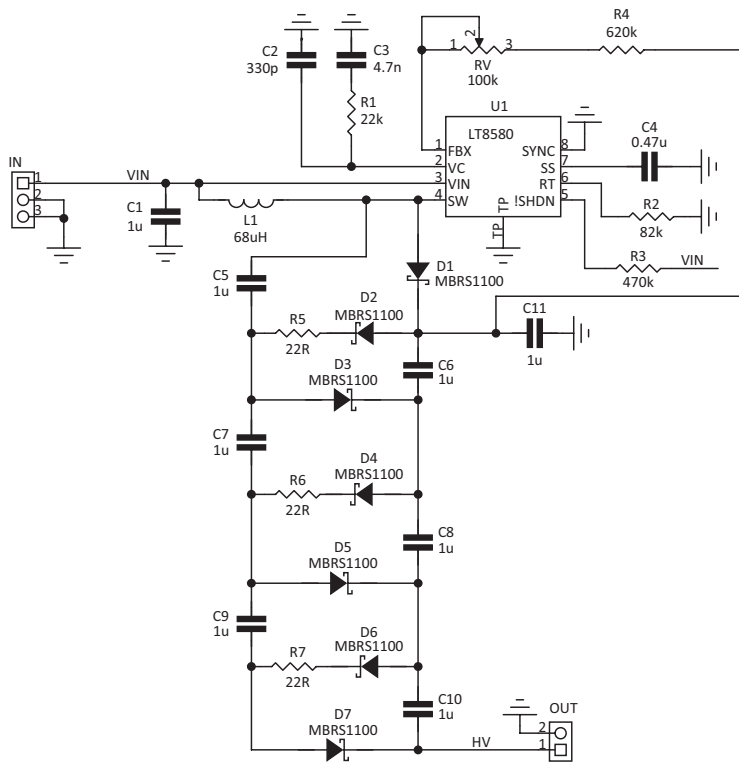 C2
330p
C3
4.7n
R1
22k
1
2
3
RV
100k
R4
620k
U1
LT8580
1
FBX
2
VC
3
VIN
4
SW
SYNC
8
SS
7
RT
6
!SHDN
5
TP
TP
C4
0.47u
R2
82k
R3
470k
VIN
IN
1
2
3
VIN
C1
1u
L1
68uH
C5
1u
D1
MBRS1100
D2
MBRS1100
R5
22R
C11
1u
D3
MBRS1100
C6
1u
C7
1u
D4
MBRS1100
R6
22R
C8
1u
D5
MBRS1100
C9
1u
D6
MBRS1100
R7
22R
C10
1u
D7
MBRS1100
HV
OUT
2
1